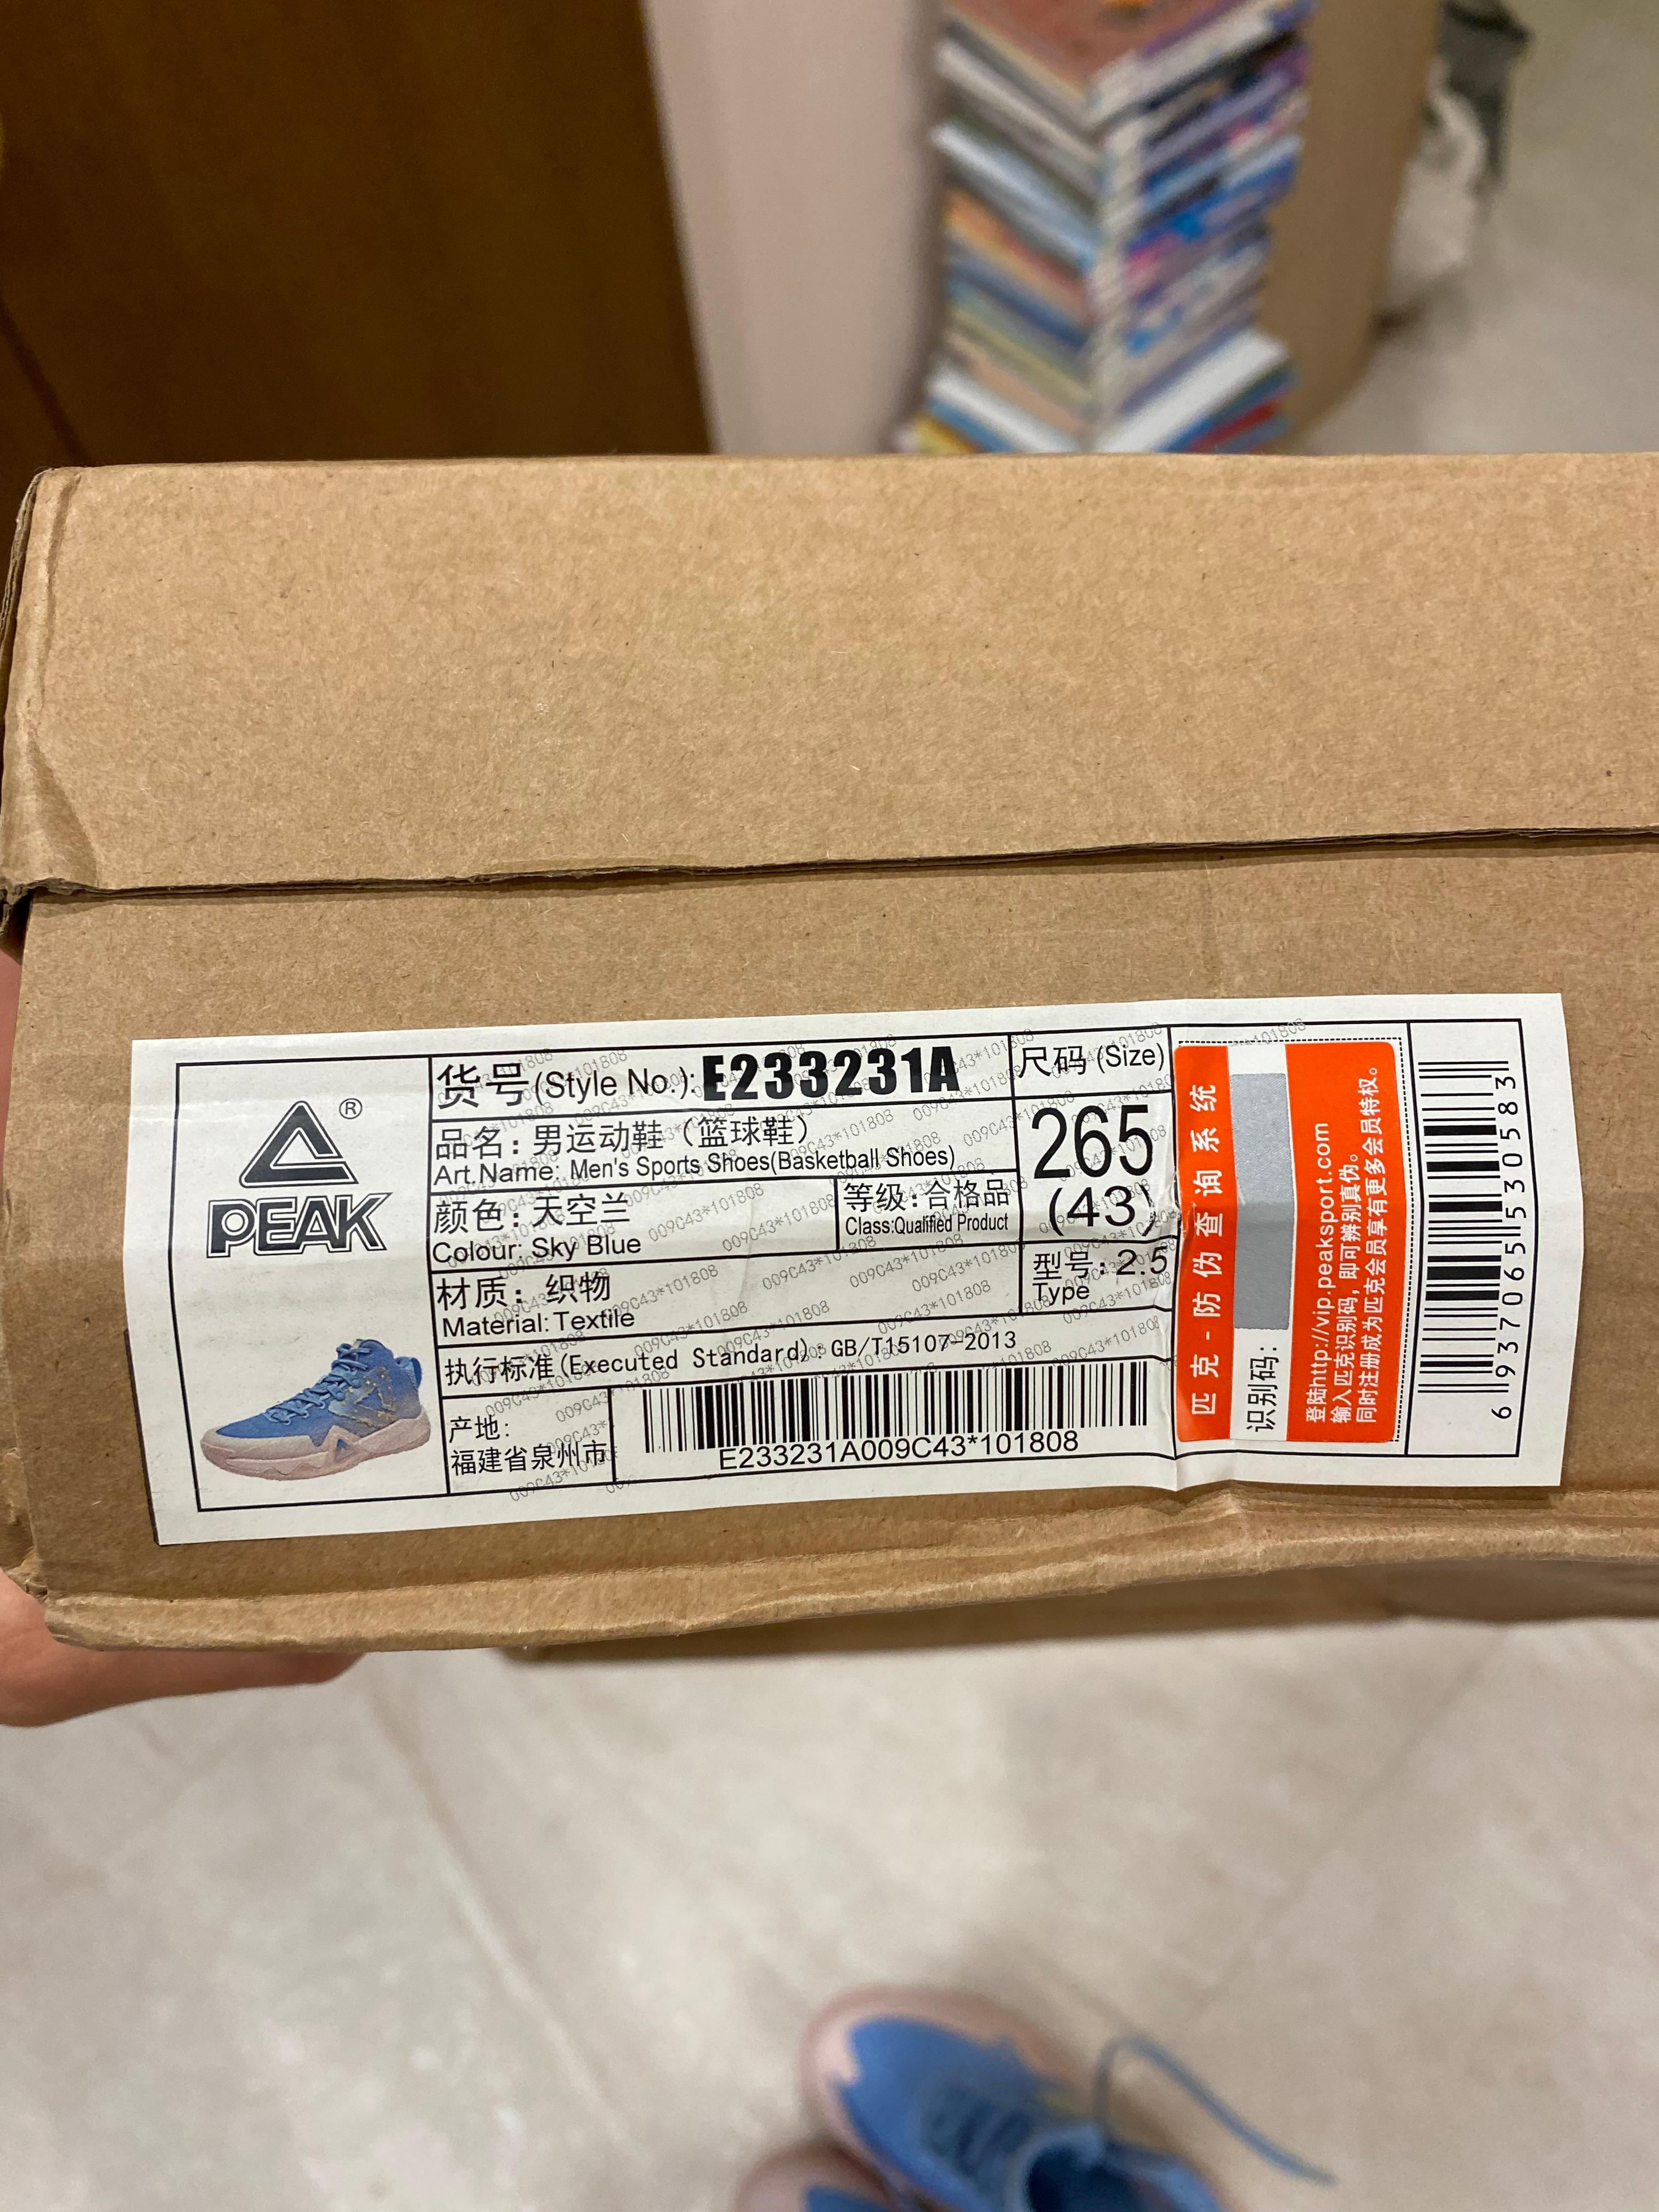 ®
PEAK
货号(Style No.):E233231A
品名:男运动鞋(篮球鞋)
Art.Name: Men's Sports Shoes(Basketball Shoes)
颜色:天空兰
Colour: Sky Blue
等级:合格品
Class:Qualified Product
材质:织物
Material: Textile
执行标准(Executed Standard):GB/T15107-2013
产地:
福建省泉州市
E233231A009C43*101808
尺码(Size)
265
(43)
型号:2.5
Type
匹克-防伪查询系统
识别码:
登陆http://vip.peaksport.com
输入匹克识别码,即可辨别真伪。
同时注册成为匹克会员享有更多会员特权。
6 937065 530583
009C43*101808